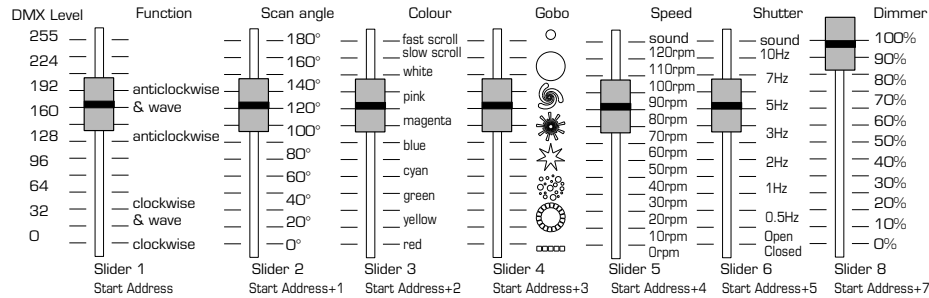 DMX Level
Function
255
224
192
160
128
96
64
32
0
anticlockwise
& wave
anticlockwise
clockwise
& wave
clockwise
Slider 1
Start Address
Scan angle
180°
160°
140°
120°
100°
80°
60°
40°
20°
0°
Slider 2
Start Address+1
Colour
fast scroll
slow scroll
white
pink
magenta
blue
cyan
green
yellow
red
Slider 3
Start Address+2
Gobo
Slider 4
Start Address+3
Speed
sound
120rpm
110rpm
100rpm
90rpm
80rpm
70rpm
60rpm
50rpm
40rpm
30rpm
20rpm
10rpm
0rpm
Slider 5
Start Address+4
Shutter
sound
10Hz
7Hz
5Hz
3Hz
2Hz
1Hz
0.5Hz
Open
Closed
Slider 6
Start Address+5
Dimmer
100%
90%
80%
70%
60%
50%
40%
30%
20%
10%
0%
Slider 8
Start Address+7